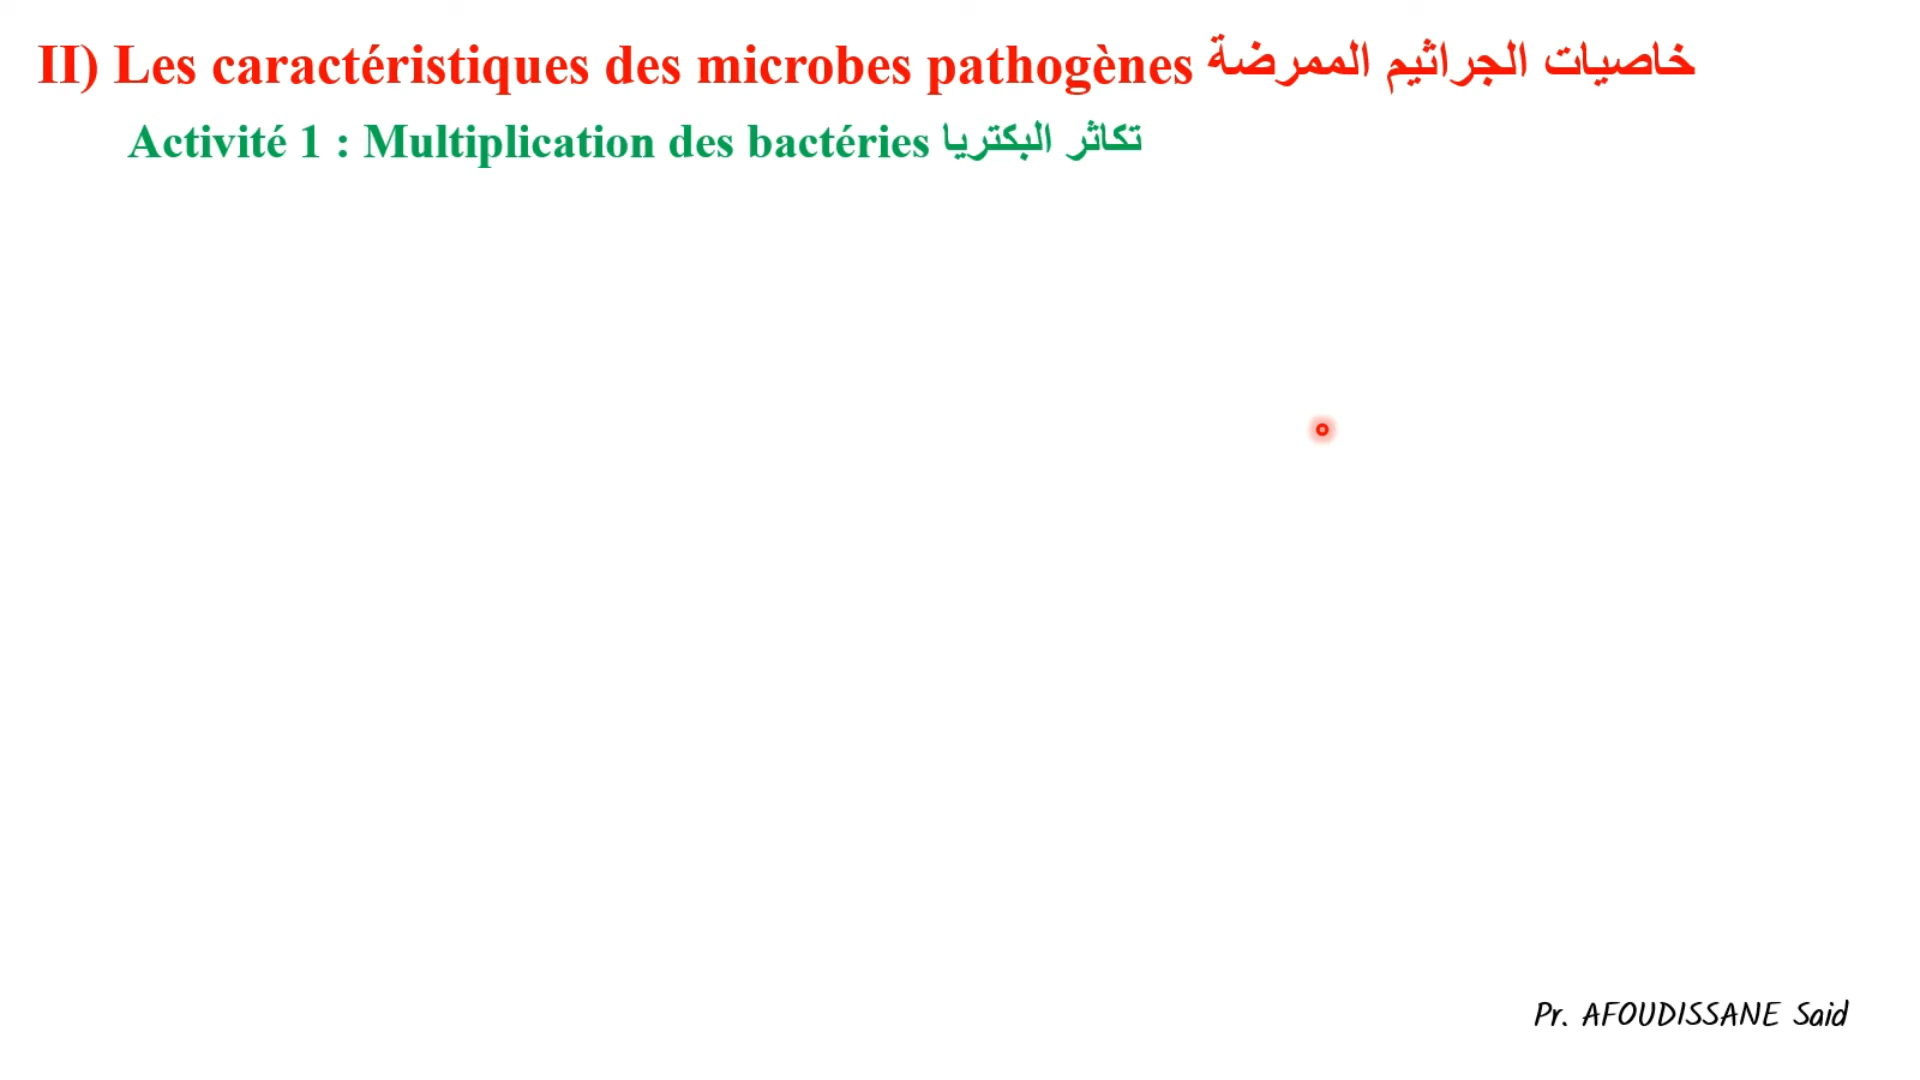 II) Les caractéristiques des microbes pathogènes خاصيات الجراثيم الممرضة
Activité 1 : Multiplication des bactéries تكاثر البكتريا
Pr. AFOUDISSANE Said